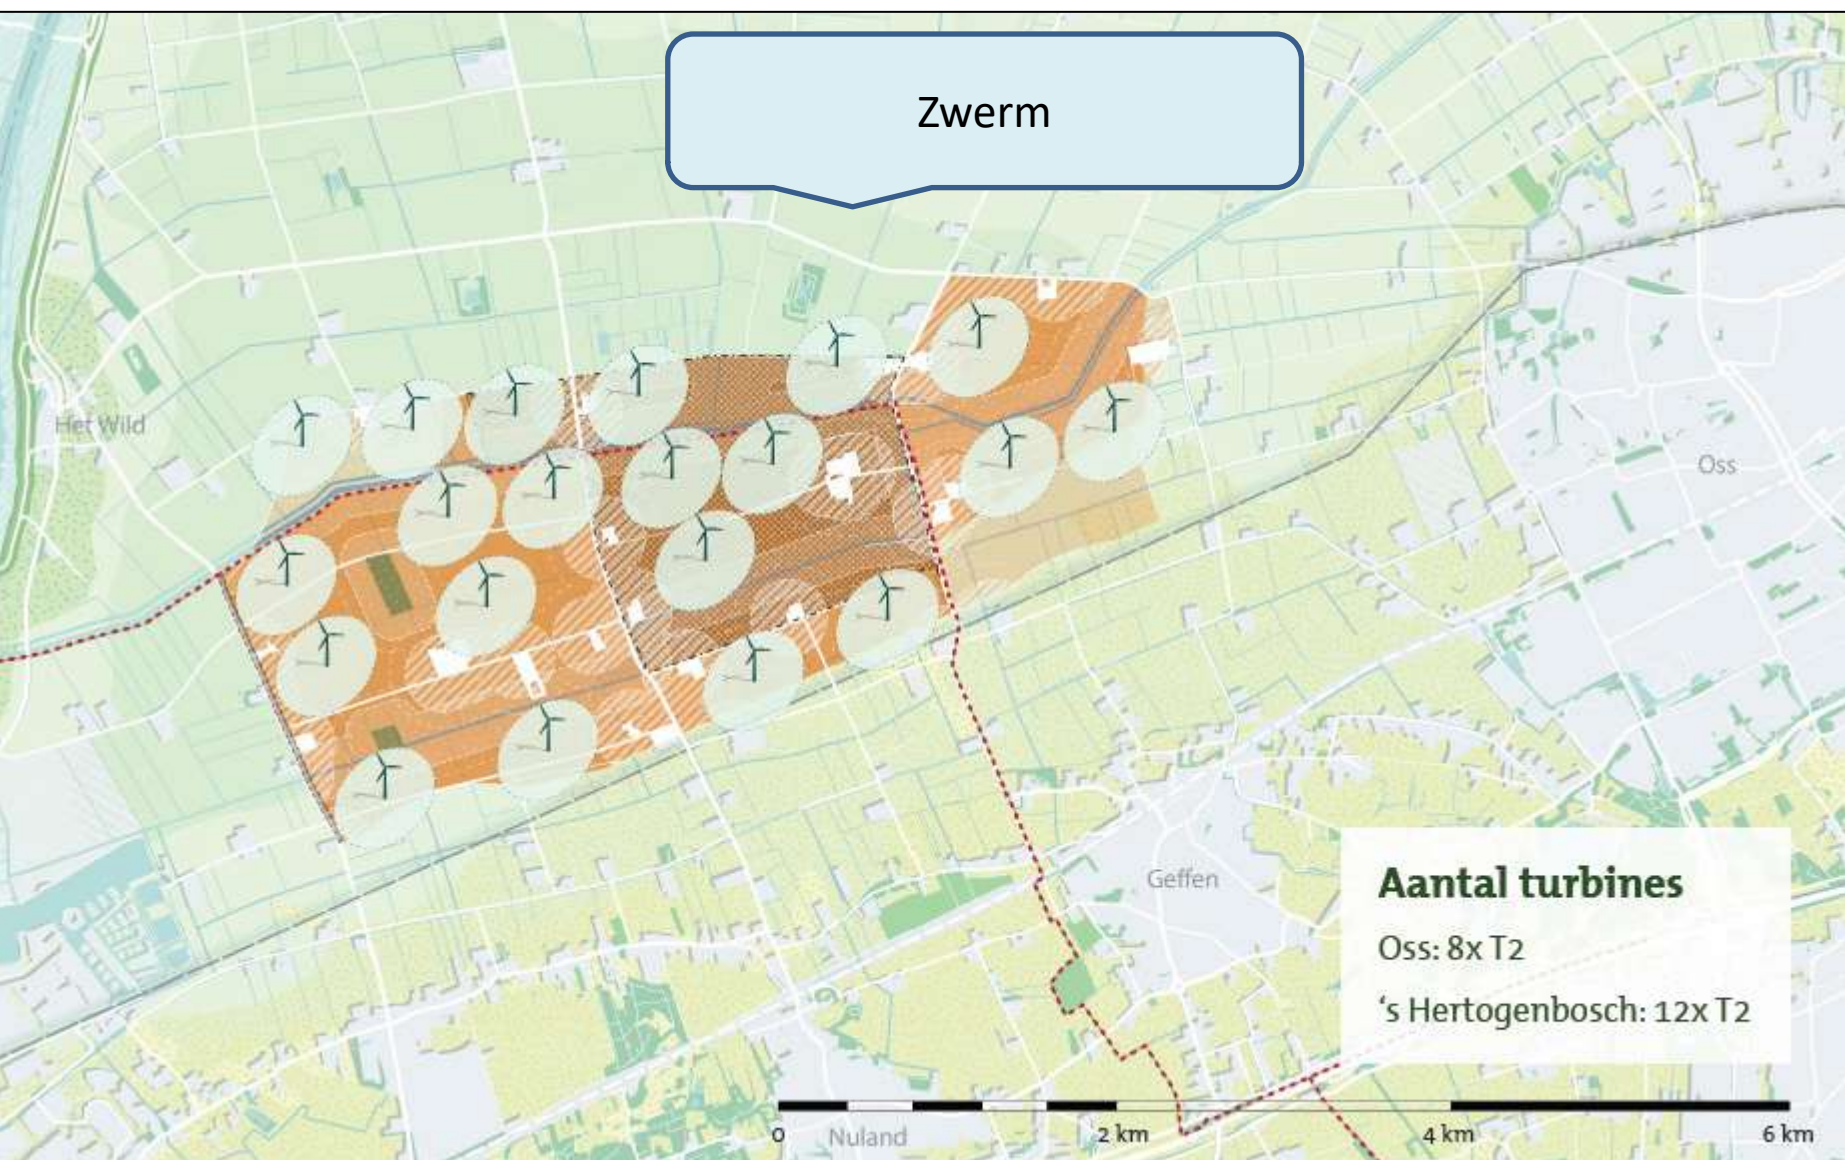 Zwerm
Het Wild
Oss
Geffen
Aantal turbines
Oss: 8x T2
‘s Hertogenbosch: 12x T2
0
Nuland
2 km
4 km
6 km